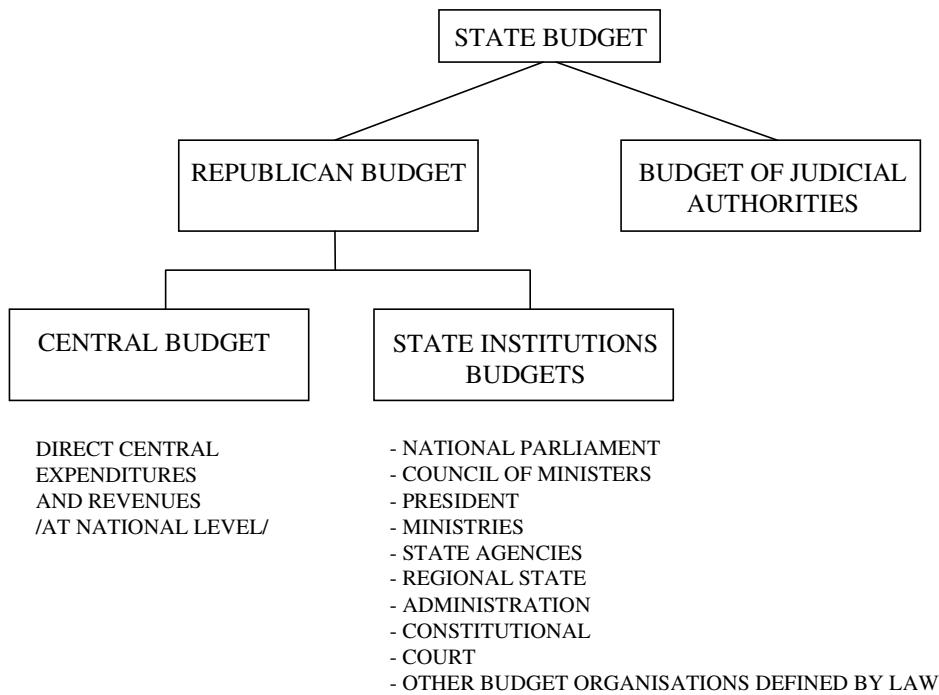 STATE BUDGET
REPUBLICAN BUDGET
BUDGET OF JUDICIAL
AUTHORITIES
CENTRAL BUDGET
STATE INSTITUTIONS
BUDGETS
DIRECT CENTRAL
EXPENDITURES
AND REVENUES
/AT NATIONAL LEVEL/
- NATIONAL PARLIAMENT
- COUNCIL OF MINISTERS
- PRESIDENT
- MINISTRIES
- STATE AGENCIES
- REGIONAL STATE
- ADMINISTRATION
- CONSTITUTIONAL
- COURT
- OTHER BUDGET ORGANISATIONS DEFINED BY LAW